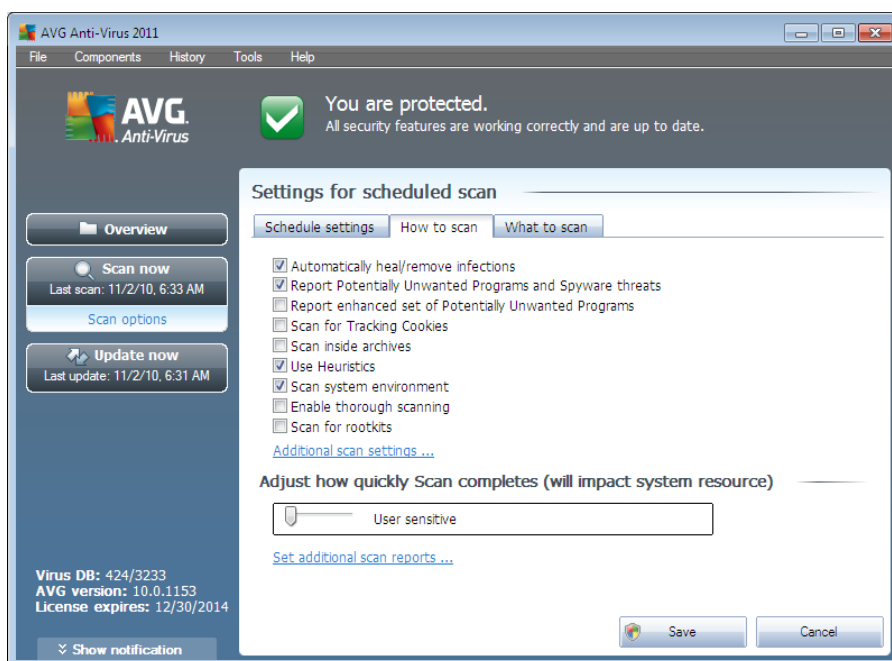 AVG Anti-Virus 2011
File Components History Tools Help
AVG.
Anti-Virus
You are protected.
All security features are working correctly and are up to date.
Settings for scheduled scan
Overview
Schedule settings How to scan What to scan
Scan now
Last scan: 11/2/10, 6:33 AM
Scan options
Update now
Last update: 11/2/10, 6:31 AM
Automatically heal/remove infections
Report Potentially Unwanted Programs and Spyware threats
Report enhanced set of Potentially Unwanted Programs
Scan for Tracking Cookies
Scan inside archives
Use Heuristics
Scan system environment
Enable thorough scanning
Scan for rootkits
Additional scan settings ...
Adjust how quickly Scan completes (will impact system resource)
User sensitive
Set additional scan reports ...
Virus DB: 424/3233
AVG version: 10.0.1153
License expires: 12/30/2014
Show notification
Save Cancel